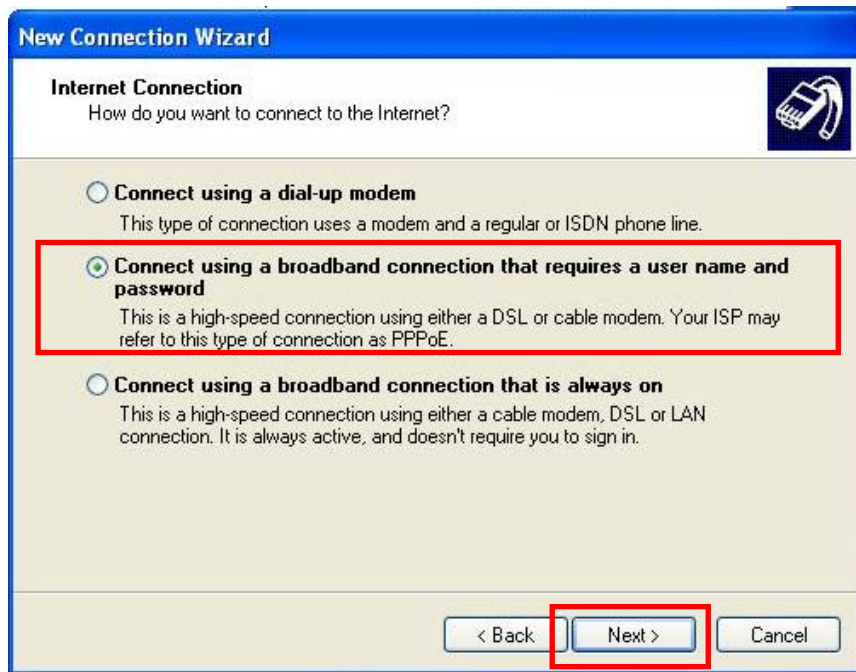 New Connection Wizard
Internet Connection
How do you want to connect to the Internet?
Connect using a dial-up modem
This type of connection uses a modem and a regular or ISDN phone line.
Connect using a broadband connection that requires a user name and
password
This is a high-speed connection using either a DSL or cable modem. Your ISP may
refer to this type of connection as PPPoE.
Connect using a broadband connection that is always on
This is a high-speed connection using either a cable modem, DSL or LAN
connection. It is always active, and doesn't require you to sign in.
< Back
Next >
Cancel